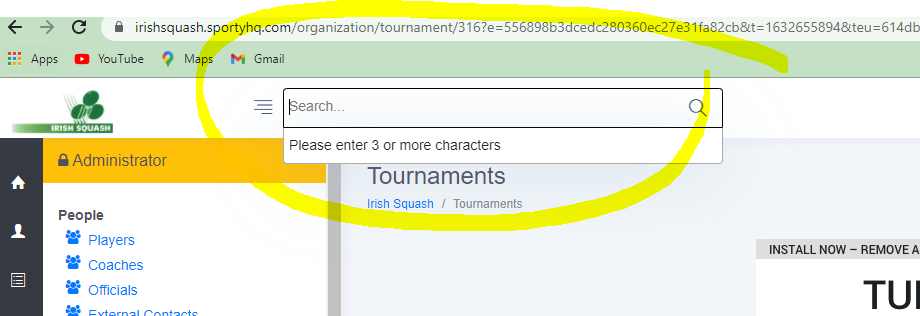 irishsquash.sportyhq.com/organization/tournament/316?e=556898b3dcedc280360ec27e31fa82cb&t=1632655894&teu=614db
Apps YouTube Maps Gmail
IRISH SQUASH
Search...
Please enter 3 or more characters
Administrator
Tournaments
Irish Squash / Tournaments
People
Players
Coaches
Officials
External Contacts
INSTALL NOW – REMOVE A
TUI